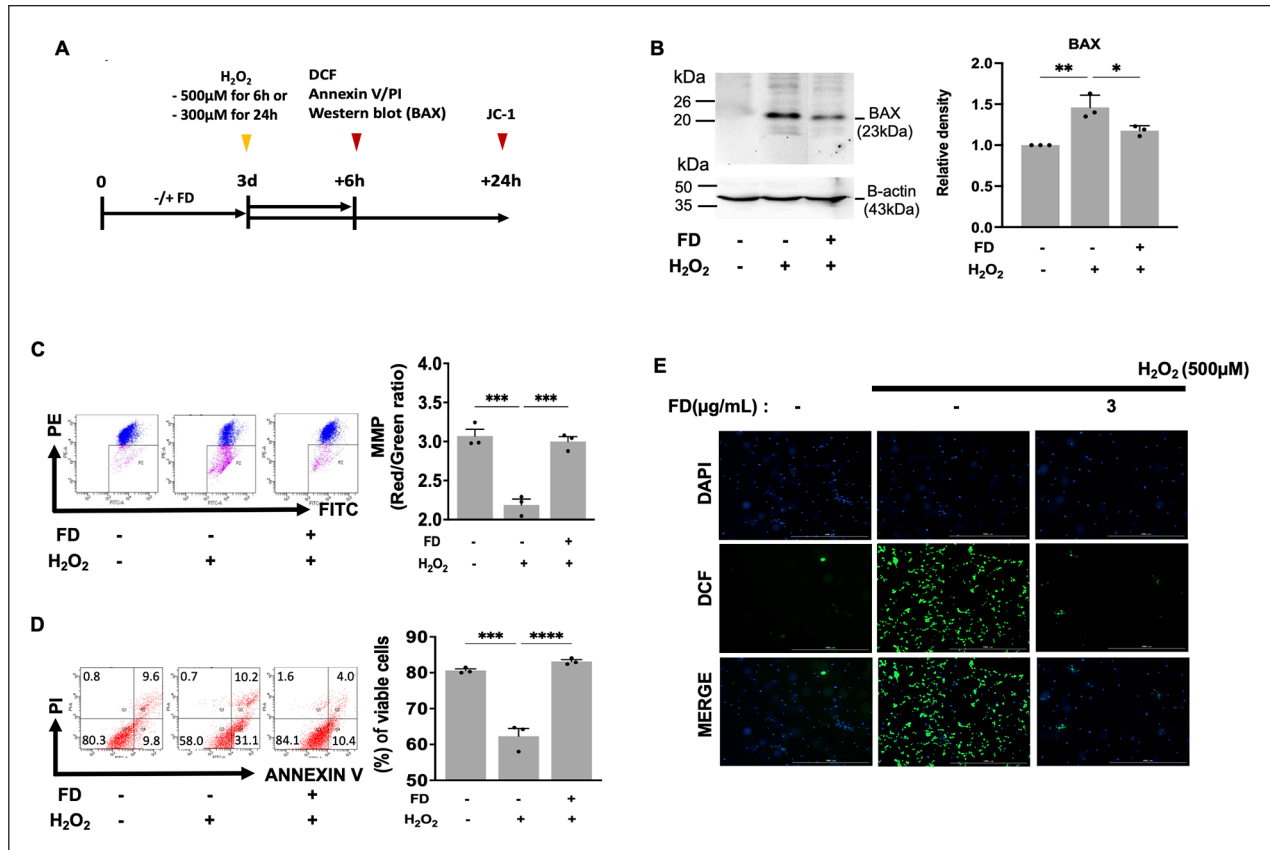 A
H₂O₂
- 500µM for 6h or
- 300µM for 24h
DCF
Annexin V/PI
Western blot (BAX)
JC-1
0
-/+ FD
3d
+6h
+24h
B
kDa
26
20
BAX
(23kDa)
kDa
50
35
B-actin
(43kDa)
FD - - +
H₂O₂ - + +
BAX
** *
Relative density
2.0
1.5
1.0
0.5
0.0
FD - - +
H₂O₂ - + +
C
PE
PE-A
P2
FITC-A
FITC
FD - - +
H₂O₂ - + +
MMP
(Red/Green ratio)
*** ***
4.0
3.5
3.0
2.5
2.0
FD - - +
H₂O₂ - + +
D
PI
0.8 9.6
80.3 9.8
0.7 10.2
58.0 31.1
1.6 4.0
84.1 10.4
ANNEXIN V
FD - - +
H₂O₂ - + +
(%) of viable cells
*** ****
90
80
70
60
50
FD - - +
H₂O₂ - + +
E
H₂O₂ (500µM)
FD(µg/mL) : - - 3
DAPI
DCF
MERGE